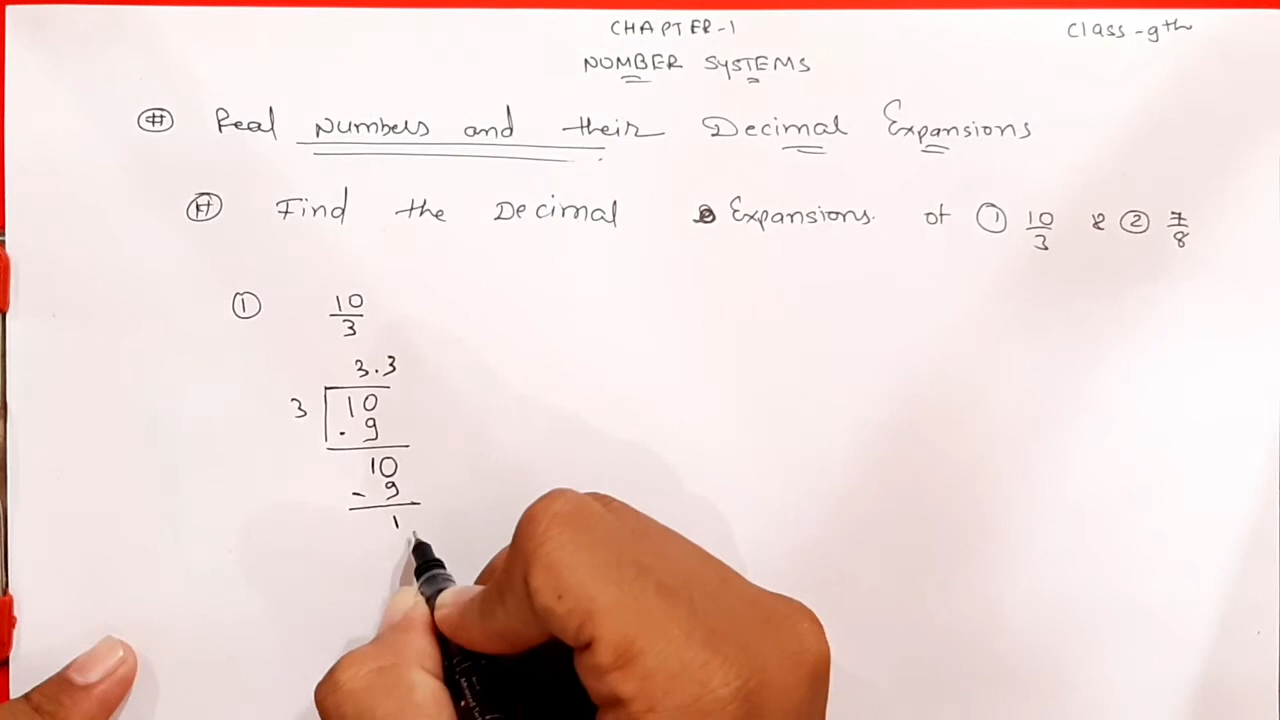 CHAPTER-1
Class-9th
NUMBER SYSTEMS
# Real Numbers and their Decimal Expansions
# Find the Decimal Expansions. of ① 10/3 & ② 7/8
① 10/3
3.3
3 10
- 9
10
- 9
1